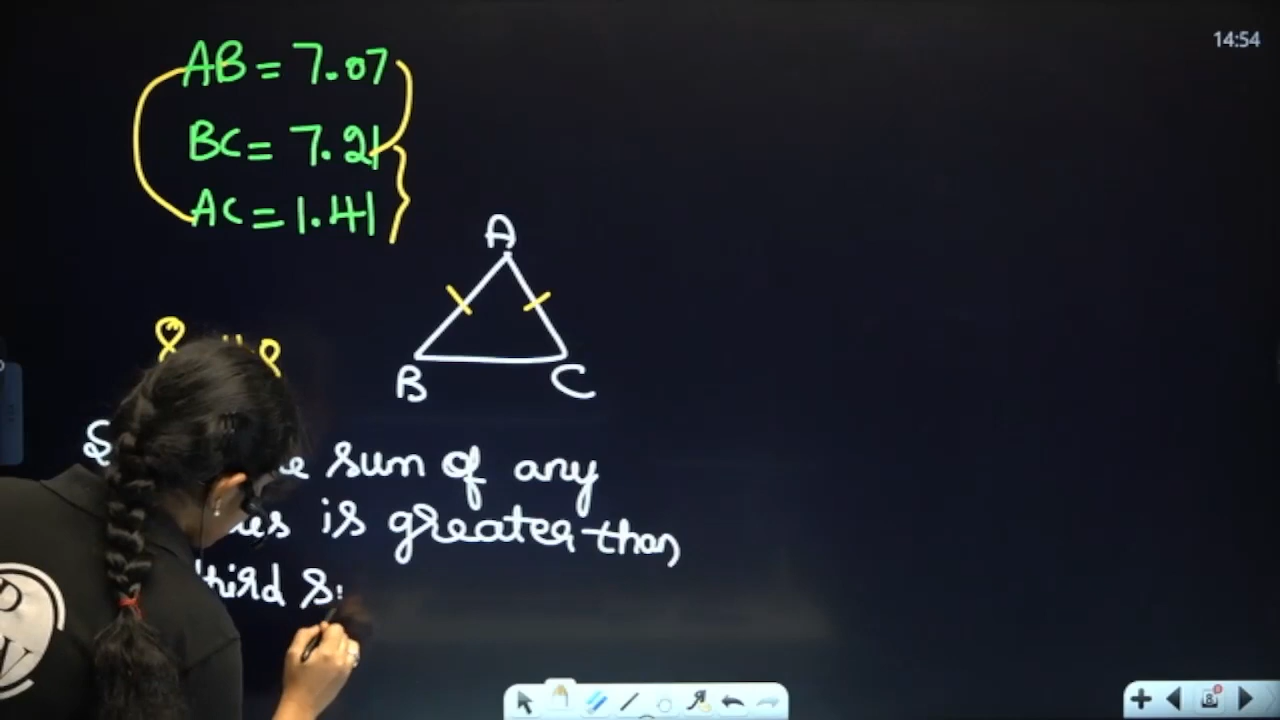 14:54
AB = 7.07
BC = 7.21
AC = 1.41
A
B C
sum of any
is greater than
third